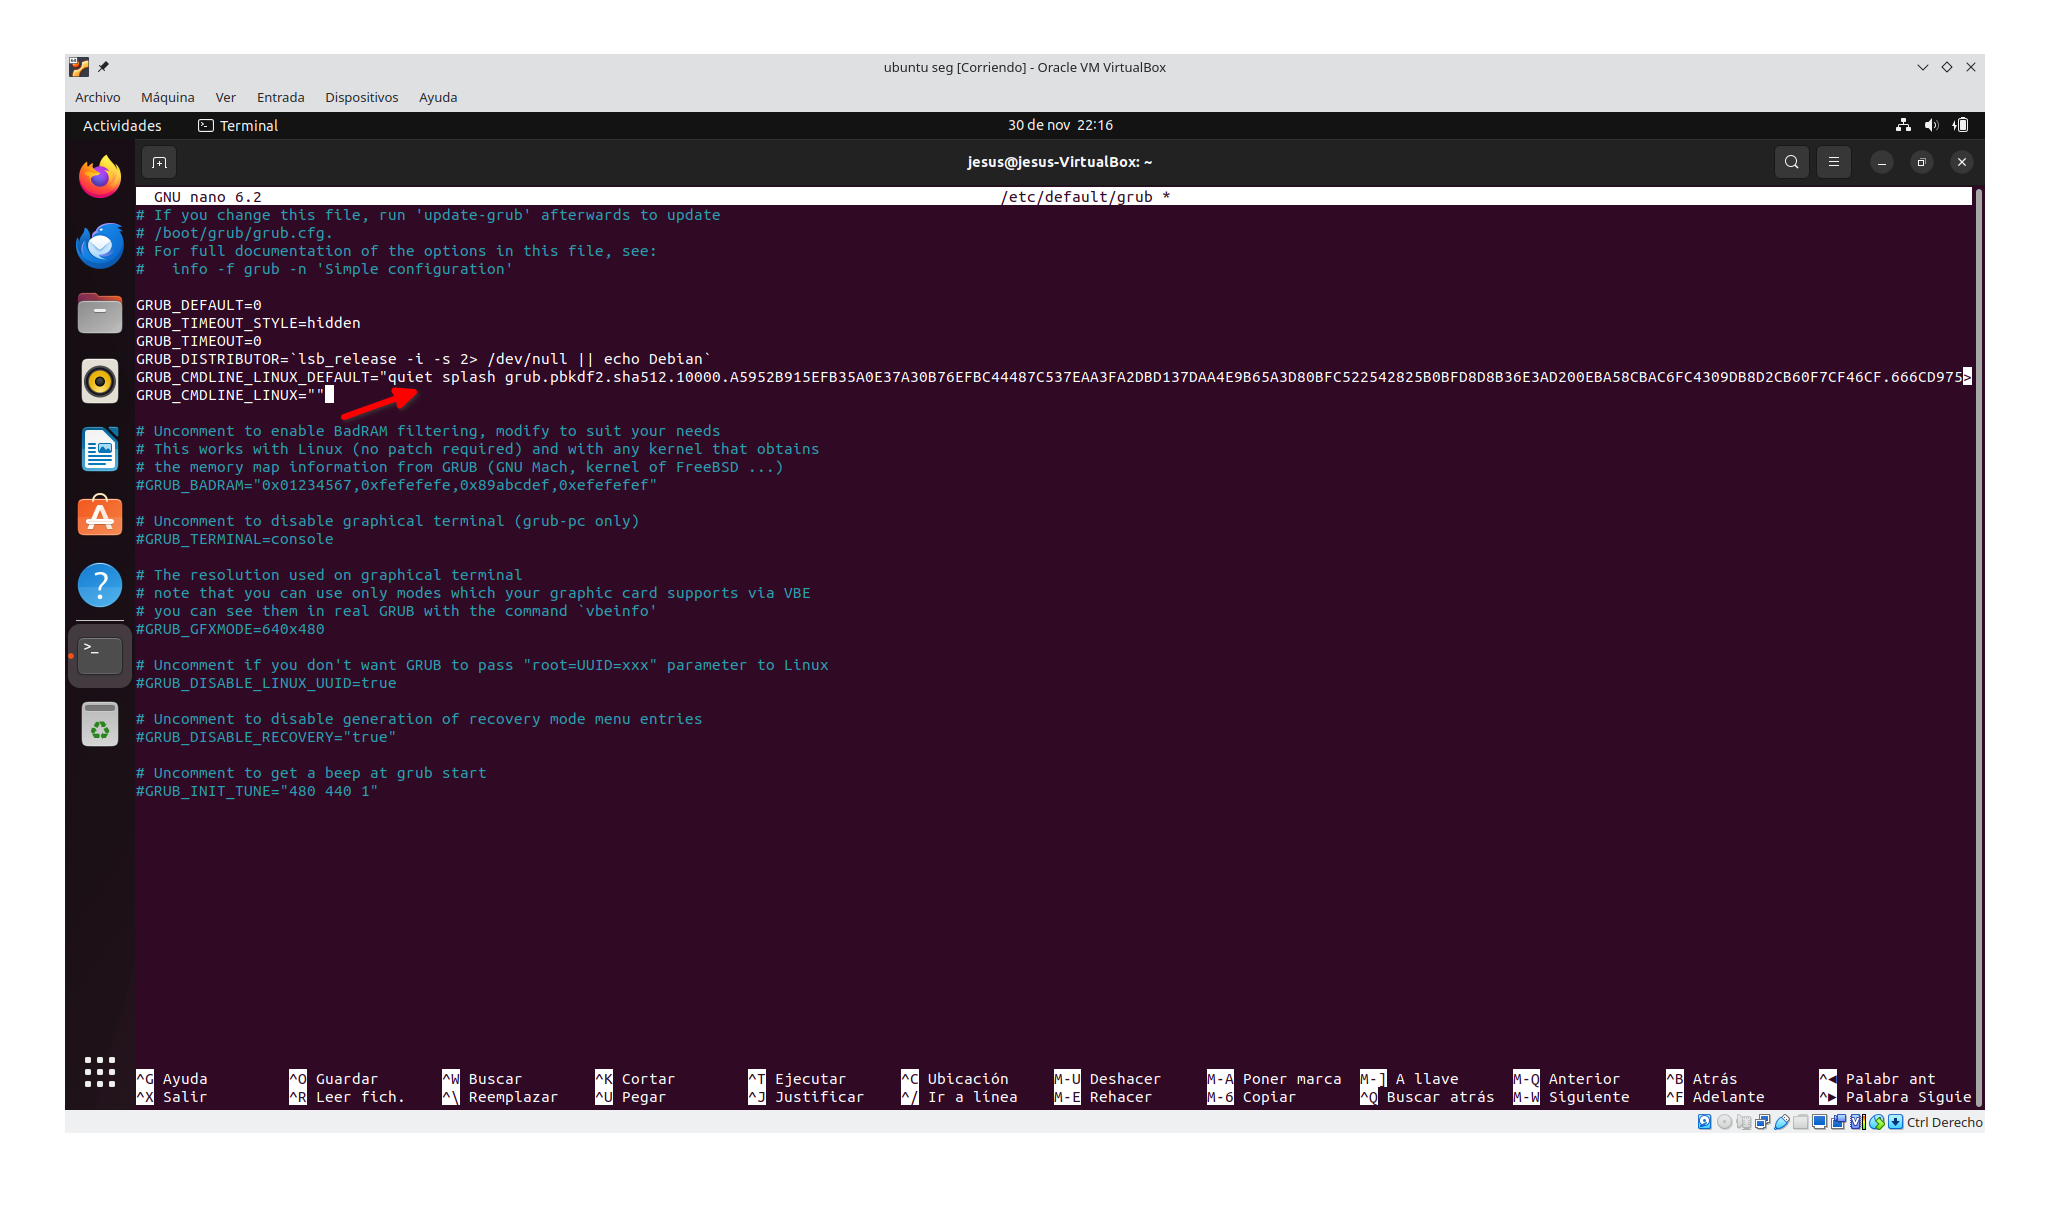 ubuntu seg [Corriendo] - Oracle VM VirtualBox
Archivo Máquina Ver Entrada Dispositivos Ayuda
Actividades Terminal 30 de nov 22:16
jesus@jesus-VirtualBox: ~
GNU nano 6.2 /etc/default/grub *
# If you change this file, run 'update-grub' afterwards to update
# /boot/grub/grub.cfg.
# For full documentation of the options in this file, see:
#   info -f grub -n 'Simple configuration'
GRUB_DEFAULT=0
GRUB_TIMEOUT_STYLE=hidden
GRUB_TIMEOUT=0
GRUB_DISTRIBUTOR=`lsb_release -i -s 2> /dev/null || echo Debian`
GRUB_CMDLINE_LINUX_DEFAULT="quiet splash grub.pbkdf2.sha512.10000.A5952B915EFB35A0E37A30B76EFBC44487C537EAA3FA2DBD137DAA4E9B65A3D80BFC522542825B0BFD8D8B36E3AD200EBA58CBAC6FC4309DB8D2CB60F7CF46CF.666CD975>
GRUB_CMDLINE_LINUX=""
# Uncomment to enable BadRAM filtering, modify to suit your needs
# This works with Linux (no patch required) and with any kernel that obtains
# the memory map information from GRUB (GNU Mach, kernel of FreeBSD ...)
#GRUB_BADRAM="0x01234567,0xfefefefe,0x89abcdef,0xefefefef"
# Uncomment to disable graphical terminal (grub-pc only)
#GRUB_TERMINAL=console
# The resolution used on graphical terminal
# note that you can use only modes which your graphic card supports via VBE
# you can see them in real GRUB with the command `vbeinfo'
#GRUB_GFXMODE=640x480
# Uncomment if you don't want GRUB to pass "root=UUID=xxx" parameter to Linux
#GRUB_DISABLE_LINUX_UUID=true
# Uncomment to disable generation of recovery mode menu entries
#GRUB_DISABLE_RECOVERY="true"
# Uncomment to get a beep at grub start
#GRUB_INIT_TUNE="480 440 1"
^G Ayuda ^O Guardar ^W Buscar ^K Cortar ^T Ejecutar ^C Ubicación M-U Deshacer M-A Poner marca M-] A llave M-Q Anterior ^B Atrás ^◀ Palabr ant
^X Salir ^R Leer fich. ^\ Reemplazar ^U Pegar ^J Justificar ^/ Ir a línea M-E Rehacer M-6 Copiar ^Q Buscar atrás M-W Siguiente ^F Adelante ^▶ Palabra Siguie
Ctrl Derecho